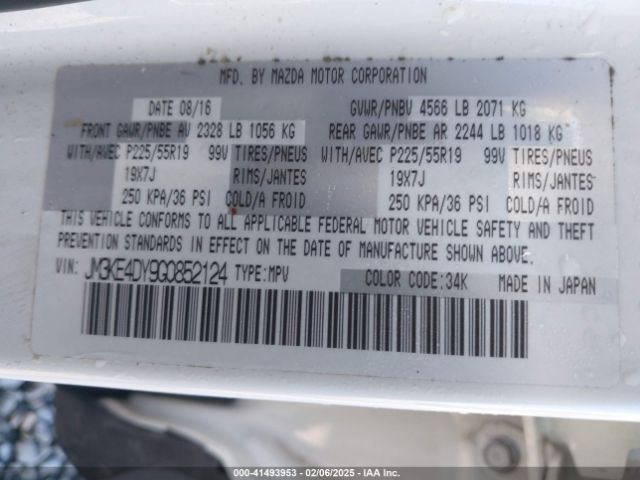 MFD. BY MAZDA MOTOR CORPORATION
DATE 08/16 GVWR/PNBV 4566 LB 2071 KG
FRONT GAWR/PNBE AV 2328 LB 1056 KG REAR GAWR/PNBE AR 2244 LB 1018 KG
WITH/AVEC P225/55R19 99V TIRES/PNEUS WITH/AVEC P225/55R19 99V TIRES/PNEUS
19X7J RIMS/JANTES 19X7J RIMS/JANTES
250 KPA/36 PSI COLD/A FROID 250 KPA/36 PSI COLD/A FROID
THIS VEHICLE CONFORMS TO ALL APPLICABLE FEDERAL MOTOR VEHICLE SAFETY AND THEFT
PREVENTION STANDARDS IN EFFECT ON THE DATE OF MANUFACTURE SHOWN ABOVE.
VIN: JM3KE4DY9G0852124 TYPE:MPV COLOR CODE:34K MADE IN JAPAN
000-41493953 - 02/06/2025 - IAA Inc.